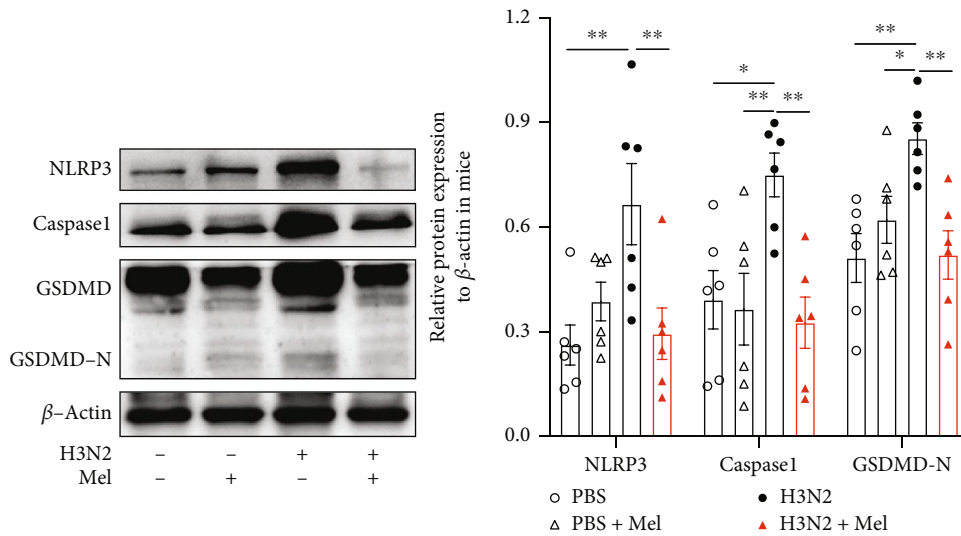 NLRP3
Caspase1
GSDMD
GSDMD–N
β–Actin
H3N2 – – + +
Mel – + – +
Relative protein expression
to β-actin in mice
1.2
0.9
0.6
0.3
0.0
** **
* ** **
** * **
NLRP3 Caspase1 GSDMD-N
PBS H3N2
PBS + Mel H3N2 + Mel